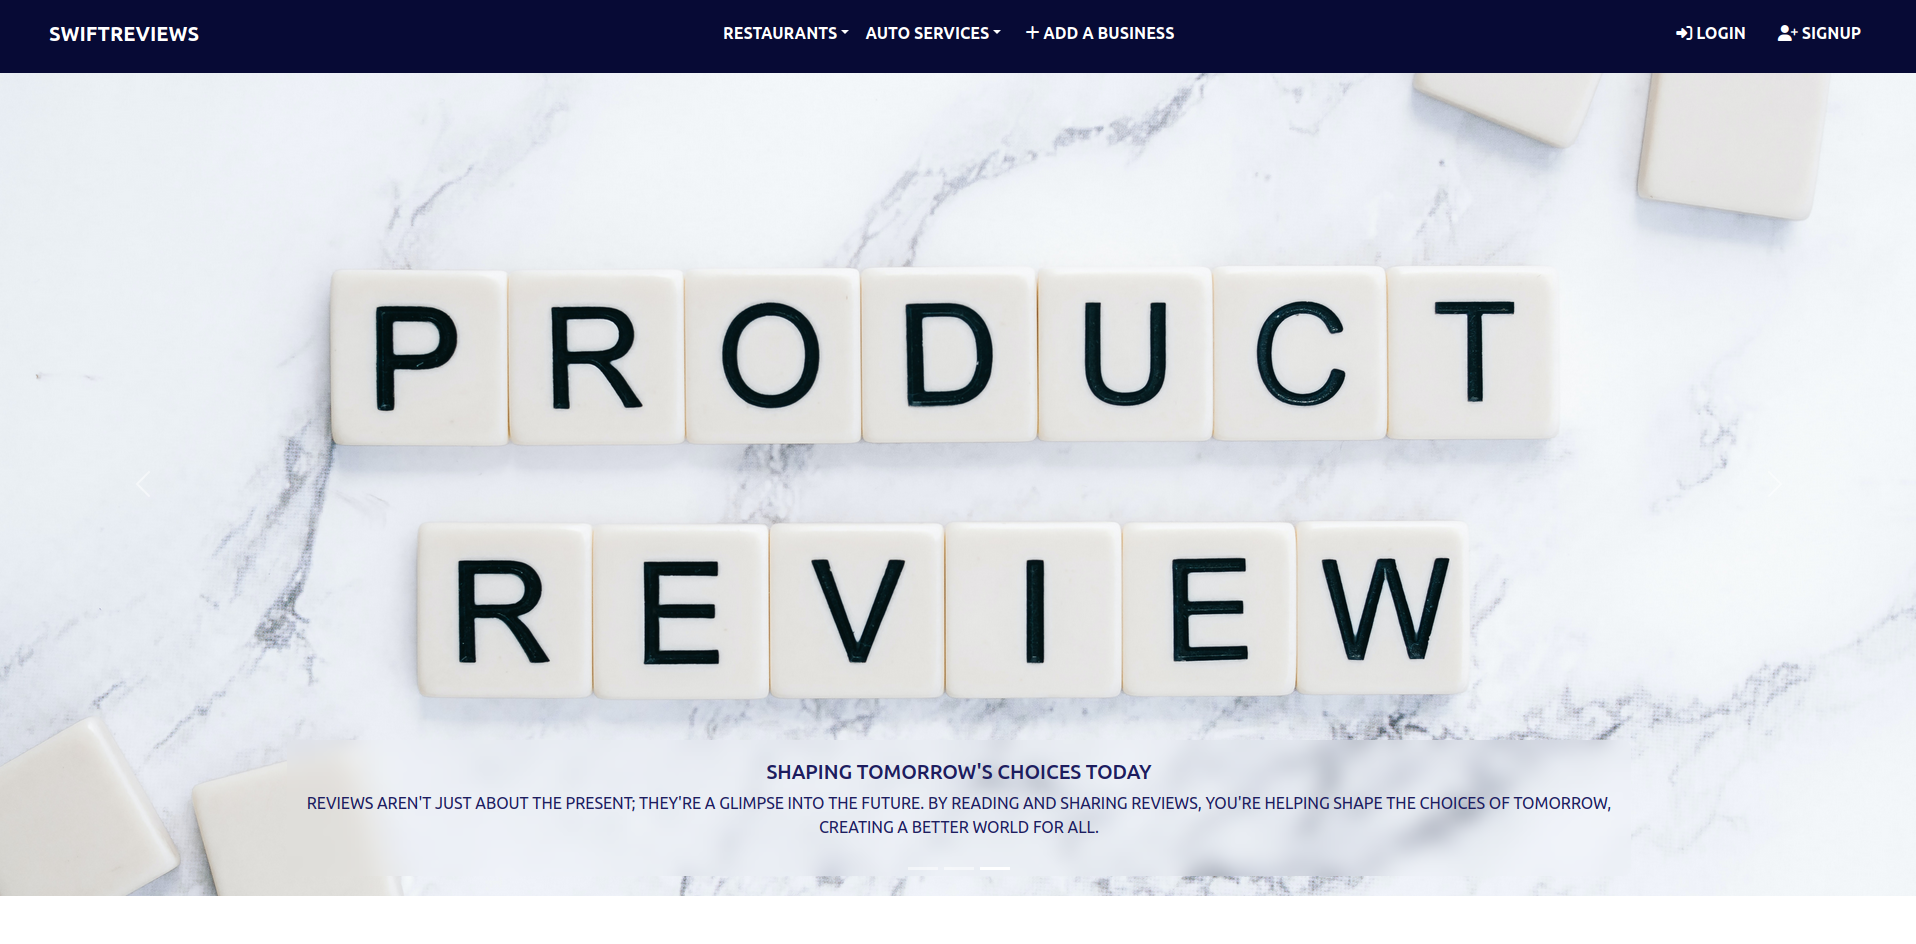 SWIFTREVIEWS
RESTAURANTS
AUTO SERVICES
ADD A BUSINESS
LOGIN
SIGNUP
PRODUCT
REVIEW
SHAPING TOMORROW'S CHOICES TODAY
REVIEWS AREN'T JUST ABOUT THE PRESENT; THEY'RE A GLIMPSE INTO THE FUTURE. BY READING AND SHARING REVIEWS, YOU'RE HELPING SHAPE THE CHOICES OF TOMORROW,
CREATING A BETTER WORLD FOR ALL.